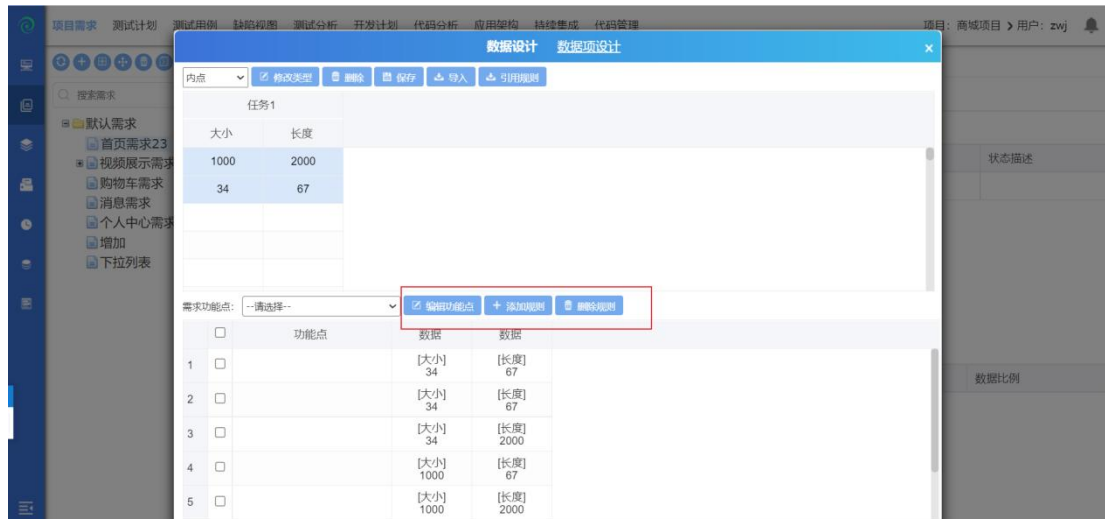 项目需求 测试计划 测试用例 缺陷视图 测试分析 开发计划 代码分析 应用架构 持续集成 代码管理 项目：商城项目 > 用户：zwj
数据设计 数据项设计 ×
内点 修改类型 删除 保存 导入 引用规则
搜索需求
任务1
默认需求
大小 长度
首页需求23
1000 2000
状态描述
视频展示需求
34 67
购物车需求
消息需求
个人中心需求
增加
下拉列表
需求功能点： --请选择-- 编辑功能点 + 添加规则 删除规则
功能点 数据 数据
1 [大小] 34 [长度] 67
数据比例
2 [大小] 34 [长度] 67
3 [大小] 34 [长度] 2000
4 [大小] 1000 [长度] 67
5 [大小] 1000 [长度] 2000